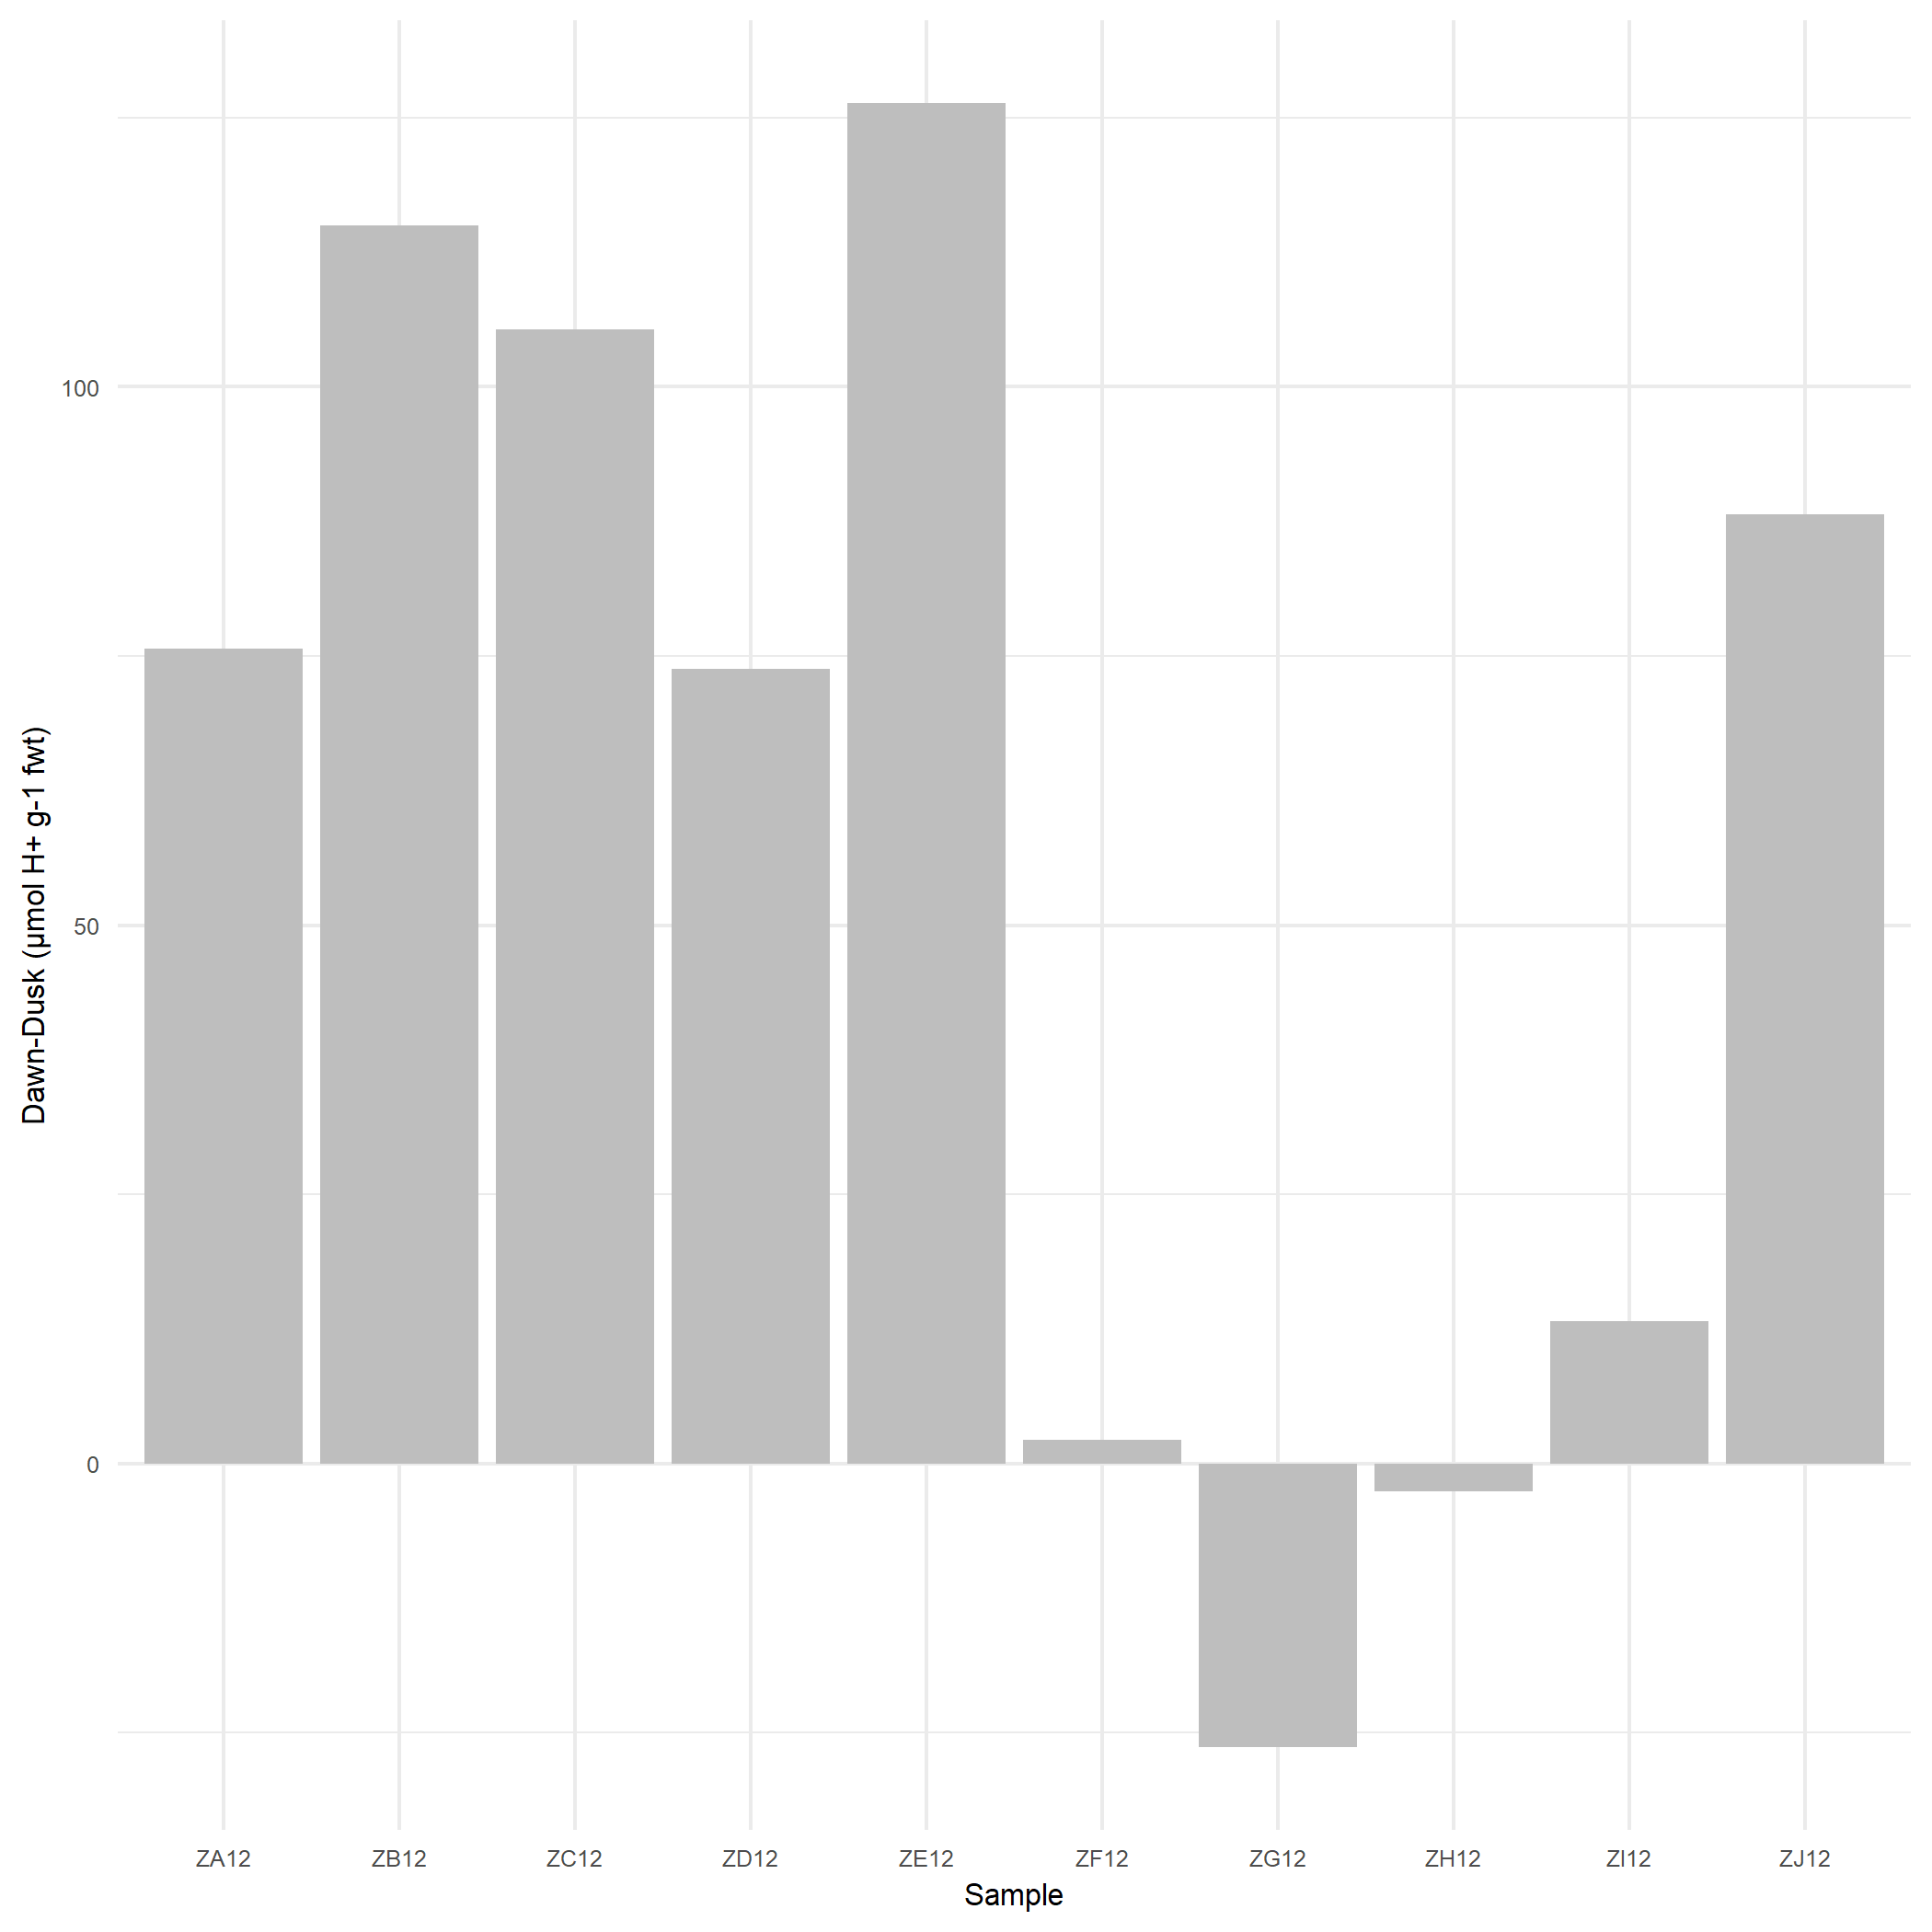 Dawn-Dusk (µmol H+ g-1 fwt)
100
50
0
ZA12 ZB12 ZC12 ZD12 ZE12 ZF12 ZG12 ZH12 ZI12 ZJ12
Sample